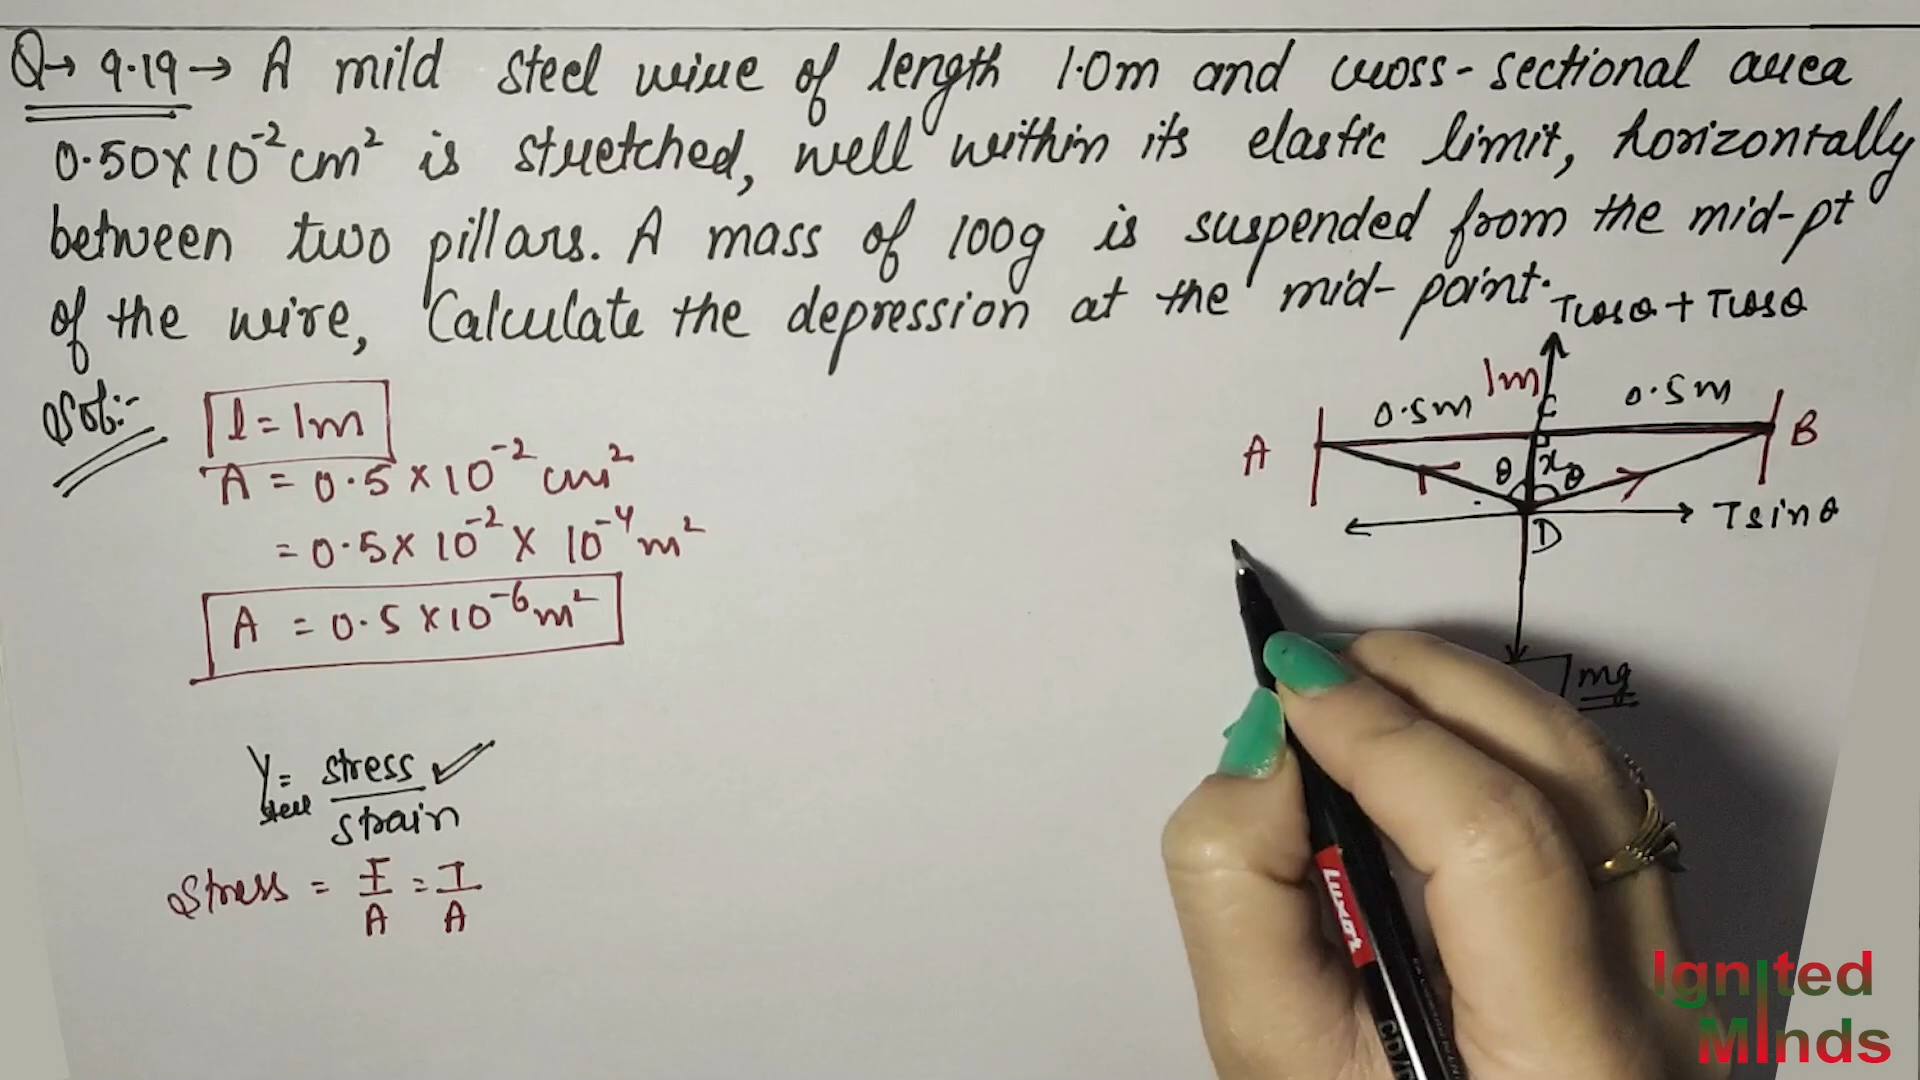 Q→ 9.19 → A mild steel wire of length 1.0m and cross-sectional area
0.50×10⁻² cm² is stretched, well within its elastic limit, horizontally
between two pillars. A mass of 100g is suspended from the mid-pt
of the wire, Calculate the depression at the mid-point.
Tcosθ + Tcosθ
Sol:-
l = 1m
A = 0.5 × 10⁻² cm²
= 0.5 × 10⁻² × 10⁻⁴ m²
A = 0.5 × 10⁻⁶ m²
Y steel = stress / strain ✓
Stress = F/A = T/A
1m
0.5m
C
0.5m
A
B
θ
x
θ
D
Tsinθ
mg
Luxor
Ignited
Minds